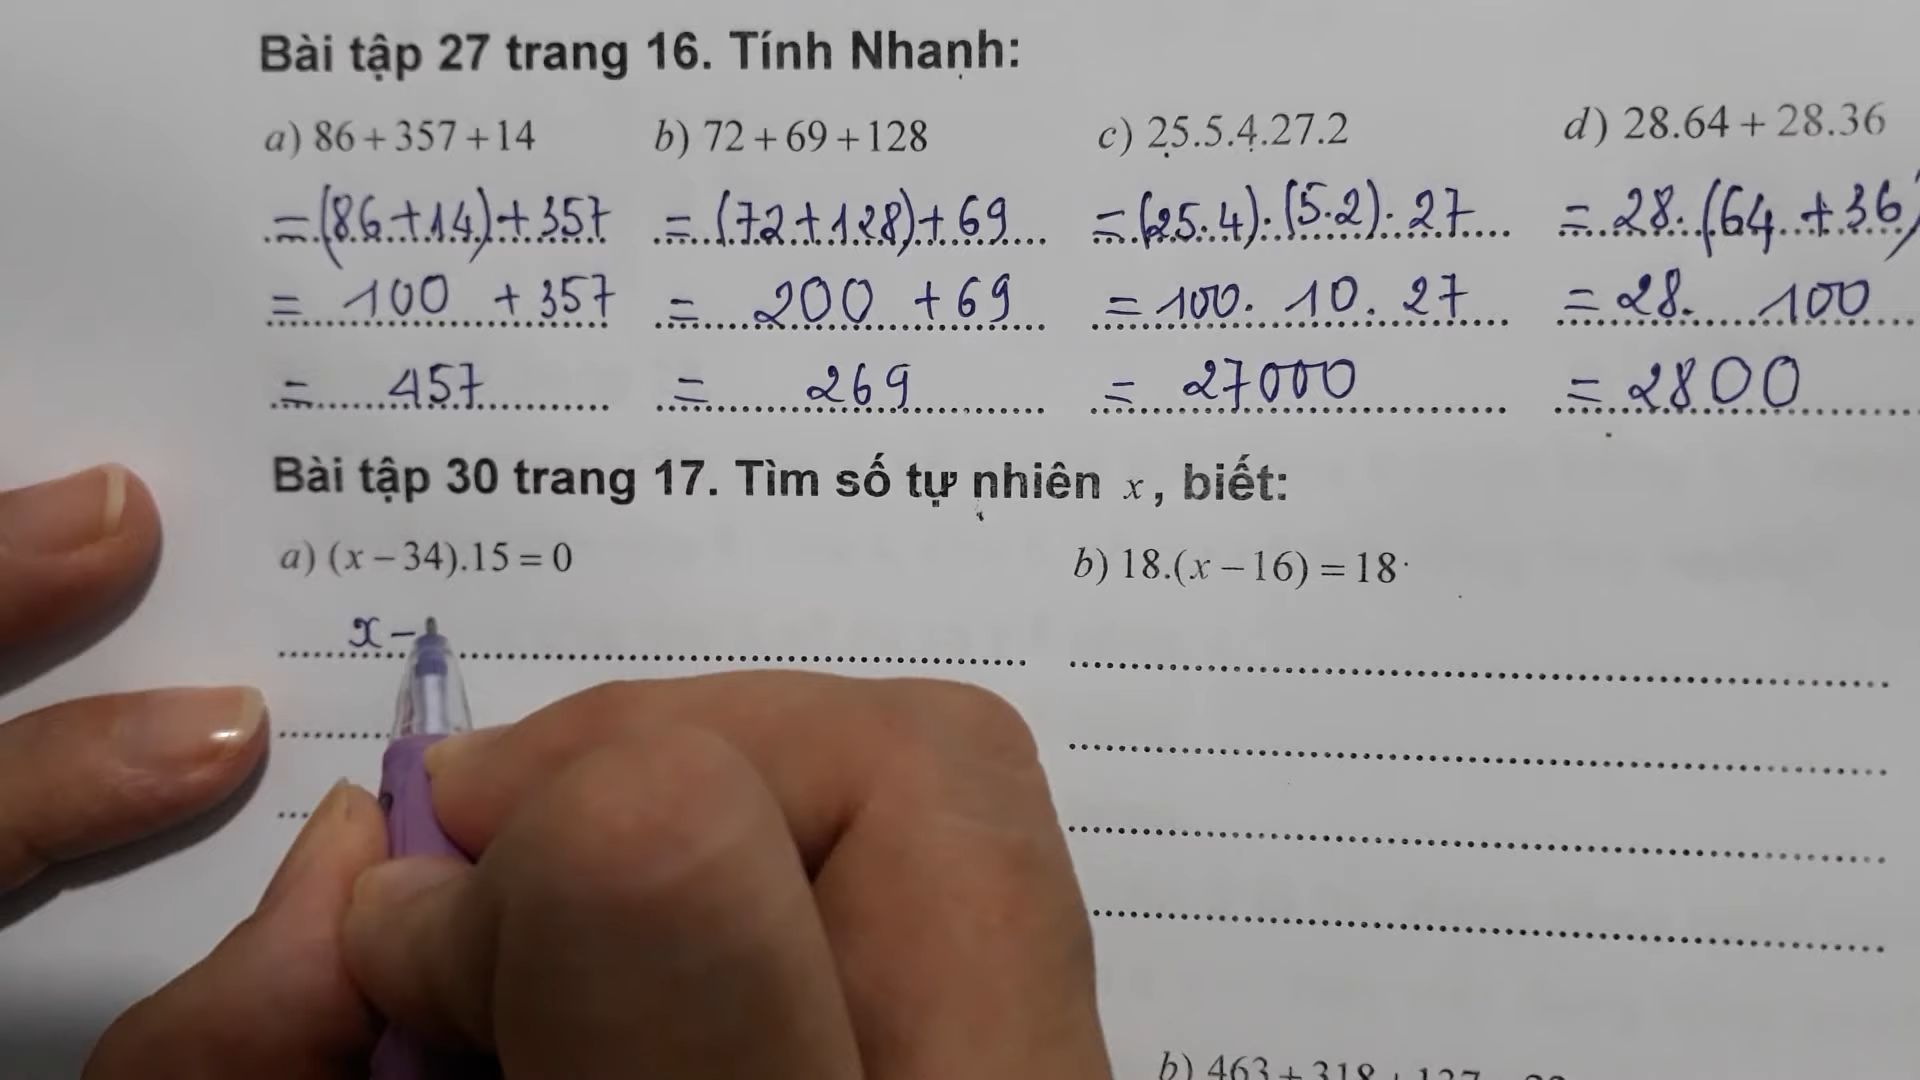 Bài tập 27 trang 16. Tính Nhanh:
a) 86 + 357 + 14
= (86 + 14) + 357
= 100 + 357
= 457
b) 72 + 69 + 128
= (72 + 128) + 69
= 200 + 69
= 269
c) 25.5.4.27.2
= (25.4).(5.2).27
= 100.10.27
= 27000
d) 28.64 + 28.36
= 28.(64 + 36)
= 28. 100
= 2800
Bài tập 30 trang 17. Tìm số tự nhiên x, biết:
a) (x – 34).15 = 0
x –
b) 18.(x – 16) = 18
b) 463 + 318 +